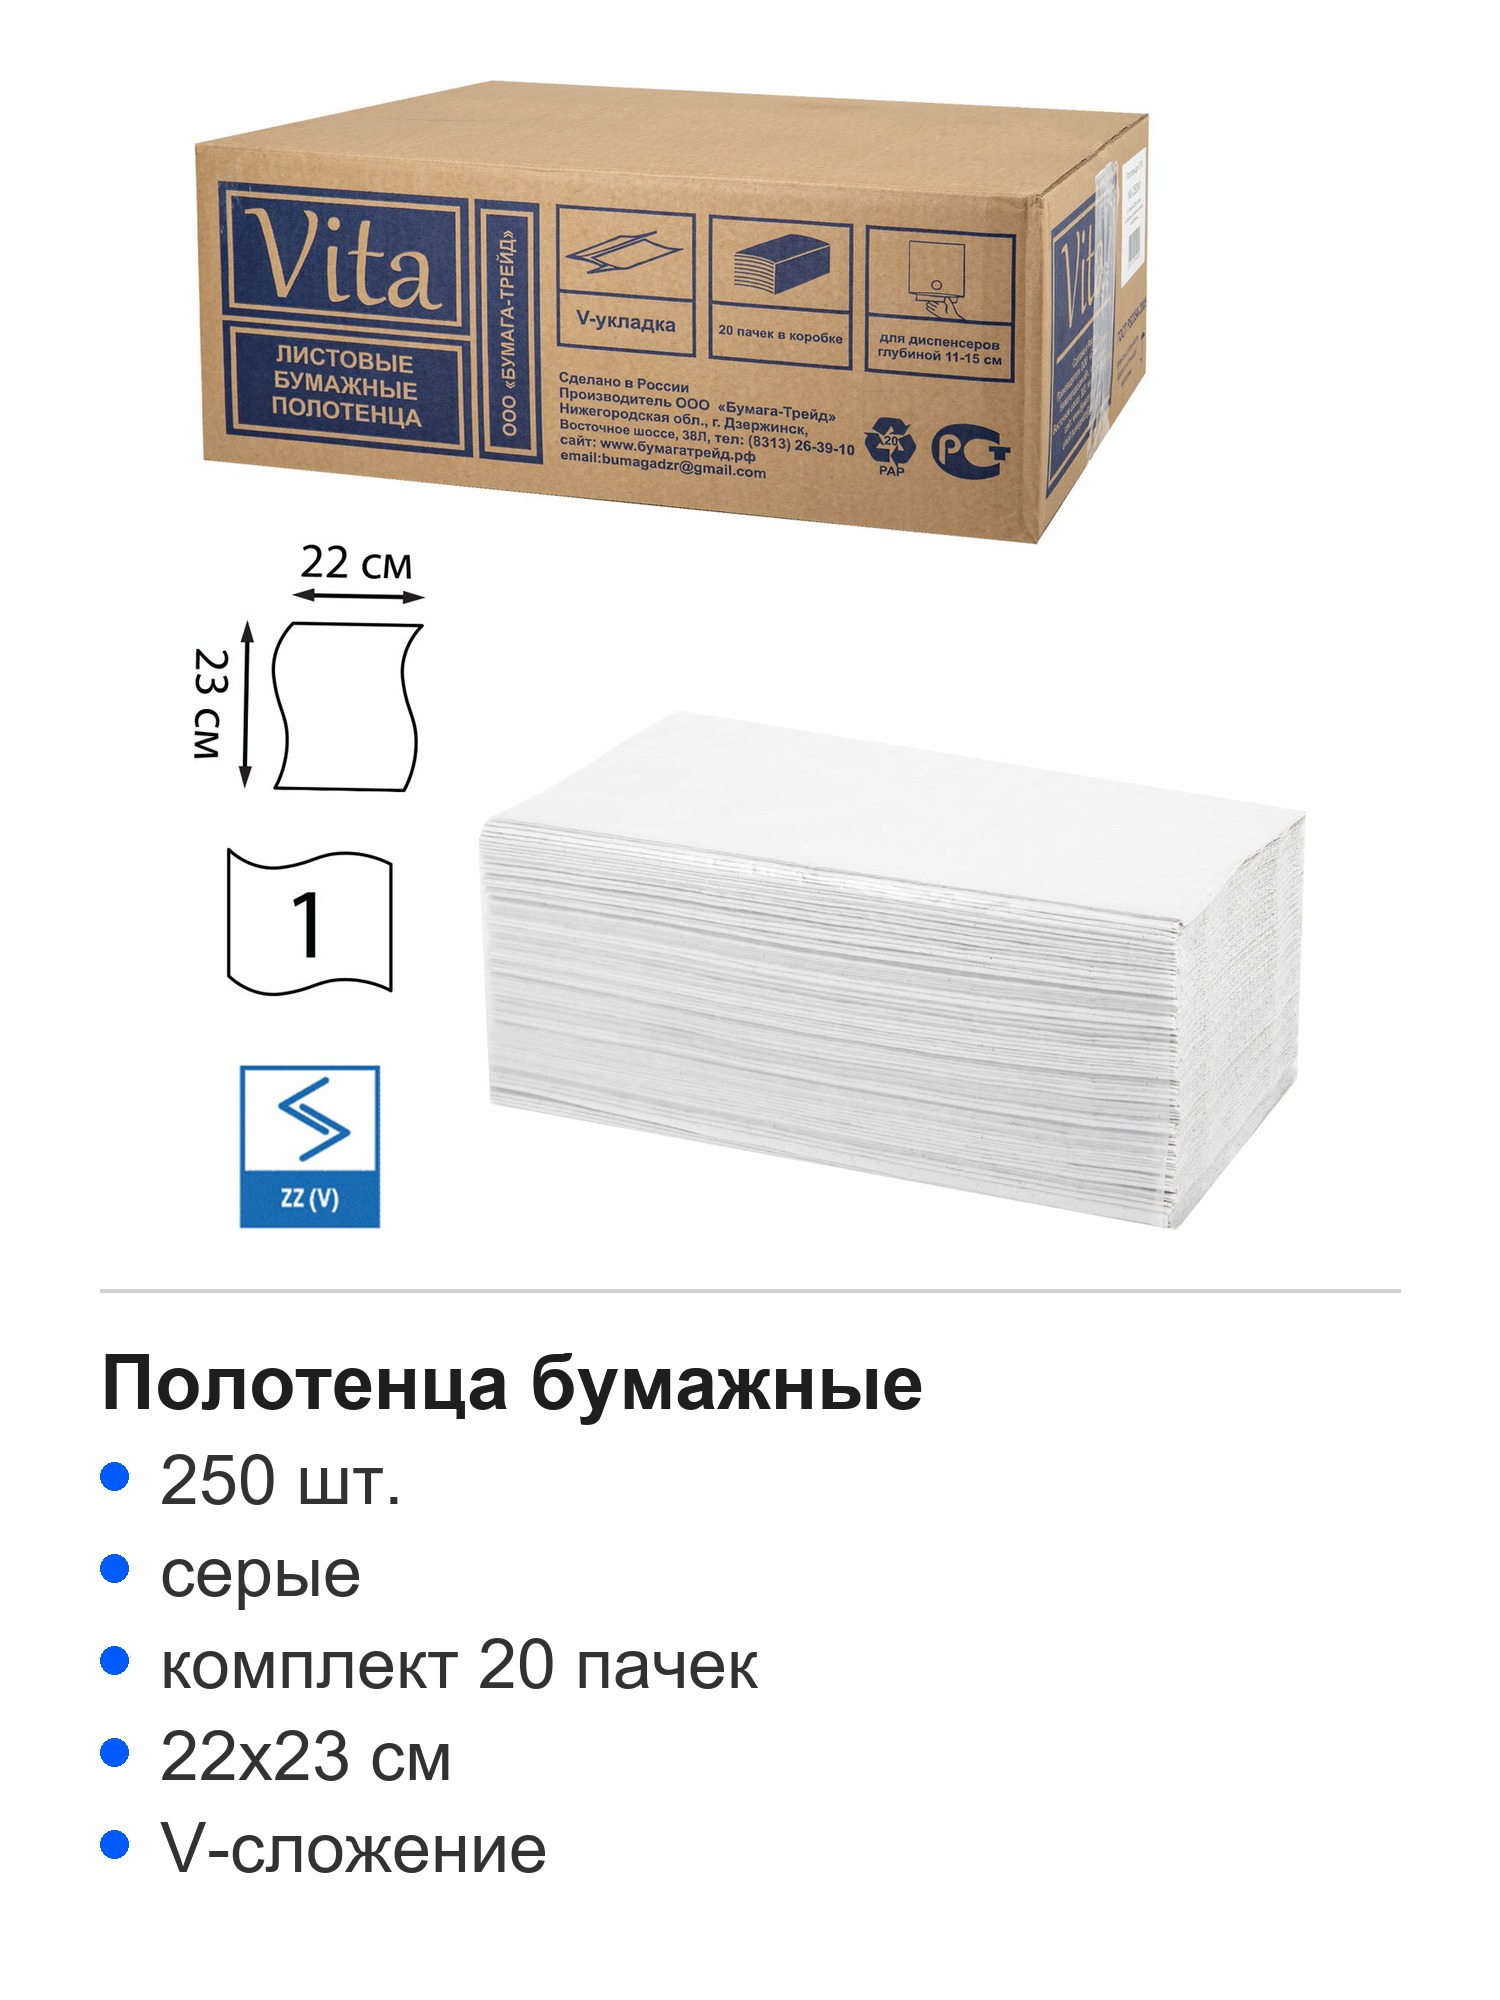 Vita
ЛИСТОВЫЕ
БУМАЖНЫЕ
ПОЛОТЕНЦА
ООО «БУМАГА-ТРЕЙД»
V-укладка
20 пачек в коробке
для диспенсеров
глубиной 11-15 см
Сделано в России
Производитель ООО «Бумага-Трейд»
Нижегородская обл., г. Дзержинск,
Восточное шоссе, 38Л, тел: (8313) 26-39-10
сайт: www.бумагатрейд.рф
email:bumagadzr@gmail.com
20
PAP
РСТ
Vita
22 см
23 см
1
ZZ (V)
Полотенца бумажные
250 шт.
серые
комплект 20 пачек
22х23 см
V-сложение